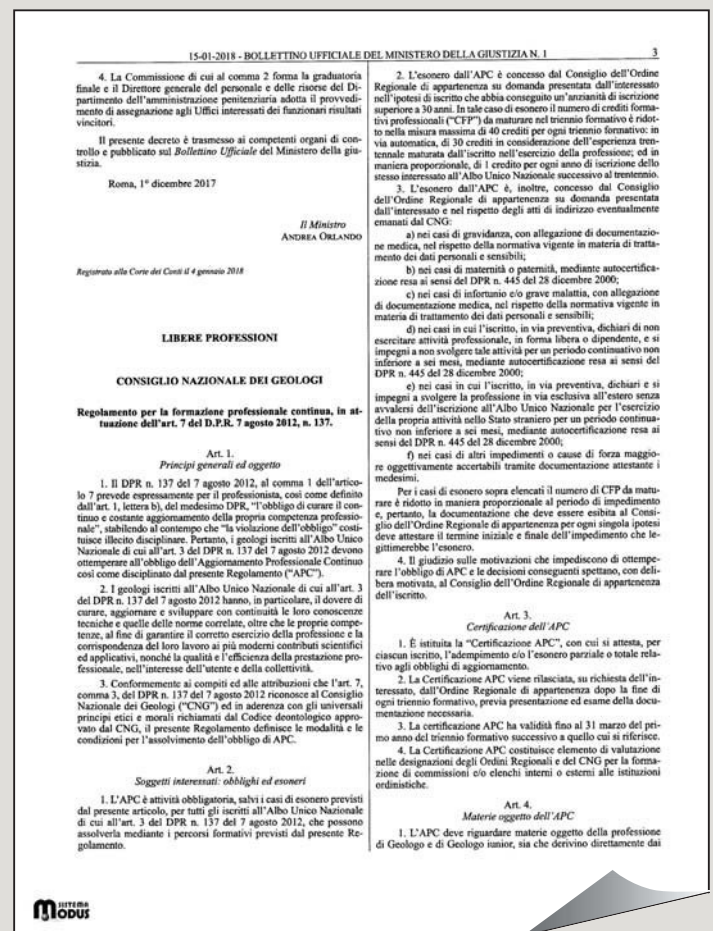 15-01-2018 - BOLLETTINO UFFICIALE DEL MINISTERO DELLA GIUSTIZIA N. 1
3
4. La Commissione di cui al comma 2 forma la graduatoria
finale e il Direttore generale del personale e delle risorse del Di-
partimento dell'amministrazione penitenziaria adotta il provvedi-
mento di assegnazione agli Uffici interessati dei funzionari risultati
vincitori.
Il presente decreto è trasmesso ai competenti organi di con-
trollo e pubblicato sul Bollettino Ufficiale del Ministero della giu-
stizia.
Roma, 1° dicembre 2017
Il Ministro
ANDREA ORLANDO
Registrato alla Corte dei Conti il 4 gennaio 2018
LIBERE PROFESSIONI
CONSIGLIO NAZIONALE DEI GEOLOGI
Regolamento per la formazione professionale continua, in at-
tuazione dell'art. 7 del D.P.R. 7 agosto 2012, n. 137.
Art. 1.
Principi generali ed oggetto
1. Il DPR n. 137 del 7 agosto 2012, al comma 1 dell'artico-
lo 7 prevede espressamente per il professionista, così come definito
dall'art. 1, lettera b), del medesimo DPR, "l'obbligo di curare il con-
tinuo e costante aggiornamento della propria competenza professio-
nale", stabilendo al contempo che "la violazione dell'obbligo" costi-
tuisce illecito disciplinare. Pertanto, i geologi iscritti all'Albo Unico
Nazionale di cui all'art. 3 del DPR n. 137 del 7 agosto 2012 devono
ottemperare all'obbligo dell'Aggiornamento Professionale Continuo
così come disciplinato dal presente Regolamento ("APC").
2. I geologi iscritti all'Albo Unico Nazionale di cui all'art. 3
del DPR n. 137 del 7 agosto 2012 hanno, in particolare, il dovere di
curare, aggiornare e sviluppare con continuità le loro conoscenze
tecniche e quelle delle norme correlate, oltre che le proprie compe-
tenze, al fine di garantire il corretto esercizio della professione e la
corrispondenza del loro lavoro ai più moderni contributi scientifici
ed applicativi, nonché la qualità e l'efficienza della prestazione pro-
fessionale, nell'interesse dell'utente e della collettività.
3. Conformemente ai compiti ed alle attribuzioni che l'art. 7,
comma 3, del DPR n. 137 del 7 agosto 2012 riconosce al Consiglio
Nazionale dei Geologi ("CNG") ed in aderenza con gli universali
principi etici e morali richiamati dal Codice deontologico appro-
vato dal CNG, il presente Regolamento definisce le modalità e le
condizioni per l'assolvimento dell'obbligo di APC.
Art. 2.
Soggetti interessati: obblighi ed esoneri
1. L'APC è attività obbligatoria, salvi i casi di esonero previsti
dal presente articolo, per tutti gli iscritti all'Albo Unico Nazionale
di cui all'art. 3 del DPR n. 137 del 7 agosto 2012, che possono
assolverla mediante i percorsi formativi previsti dal presente Re-
golamento.
2. L'esonero dall'APC è concesso dal Consiglio dell'Ordine
Regionale di appartenenza su domanda presentata dall'interessato
nell'ipotesi di iscritto che abbia conseguito un'anzianità di iscrizione
superiore a 30 anni. In tale caso di esonero il numero di crediti forma-
tivi professionali ("CFP") da maturare nel triennio formativo è ridot-
to nella misura massima di 40 crediti per ogni triennio formativo: in
via automatica, di 30 crediti in considerazione dell'esperienza tren-
tennale maturata dall'iscritto nell'esercizio della professione; ed in
maniera proporzionale, di 1 credito per ogni anno di iscrizione dello
stesso interessato all'Albo Unico Nazionale successivo al trentennio.
3. L'esonero dall'APC è, inoltre, concesso dal Consiglio
dell'Ordine Regionale di appartenenza su domanda presentata
dall'interessato e nel rispetto degli atti di indirizzo eventualmente
emanati dal CNG:
a) nei casi di gravidanza, con allegazione di documentazio-
ne medica, nel rispetto della normativa vigente in materia di tratta-
mento dei dati personali e sensibili;
b) nei casi di maternità o paternità, mediante autocertifica-
zione resa ai sensi del DPR n. 445 del 28 dicembre 2000;
c) nei casi di infortunio e/o grave malattia, con allegazione
di documentazione medica, nel rispetto della normativa vigente in
materia di trattamento dei dati personali e sensibili;
d) nei casi in cui l'iscritto, in via preventiva, dichiari di non
esercitare attività professionale, in forma libera o dipendente, e si
impegni a non svolgere tale attività per un periodo continuativo non
inferiore a sei mesi, mediante autocertificazione resa ai sensi del
DPR n. 445 del 28 dicembre 2000;
e) nei casi in cui l'iscritto, in via preventiva, dichiari e si
impegni a svolgere la professione in via esclusiva all'estero senza
avvalersi dell'iscrizione all'Albo Unico Nazionale per l'esercizio
della propria attività nello Stato straniero per un periodo continua-
tivo non inferiore a sei mesi, mediante autocertificazione resa ai
sensi del DPR n. 445 del 28 dicembre 2000;
f) nei casi di altri impedimenti o cause di forza maggio-
re oggettivamente accertabili tramite documentazione attestante i
medesimi.
Per i casi di esonero sopra elencati il numero di CFP da matu-
rare è ridotto in maniera proporzionale al periodo di impedimento
e, pertanto, la documentazione che deve essere esibita al Consi-
glio dell'Ordine Regionale di appartenenza per ogni singola ipotesi
deve attestare il termine iniziale e finale dell'impedimento che le-
gittimerebbe l'esonero.
4. Il giudizio sulle motivazioni che impediscono di ottempe-
rare l'obbligo di APC e le decisioni conseguenti spettano, con deli-
bera motivata, al Consiglio dell'Ordine Regionale di appartenenza
dell'iscritto.
Art. 3.
Certificazione dell'APC
1. È istituita la "Certificazione APC", con cui si attesta, per
ciascun iscritto, l'adempimento e/o l'esonero parziale o totale rela-
tivo agli obblighi di aggiornamento.
2. La Certificazione APC viene rilasciata, su richiesta dell'in-
teressato, dall'Ordine Regionale di appartenenza dopo la fine di
ogni triennio formativo, previa presentazione ed esame della docu-
mentazione necessaria.
3. La certificazione APC ha validità fino al 31 marzo del pri-
mo anno del triennio formativo successivo a quello cui si riferisce.
4. La Certificazione APC costituisce elemento di valutazione
nelle designazioni degli Ordini Regionali e del CNG per la forma-
zione di commissioni e/o elenchi interni o esterni alle istituzioni
ordinistiche.
Art. 4.
Materie oggetto dell'APC
1. L'APC deve riguardare materie oggetto della professione
di Geologo e di Geologo iunior, sia che derivino direttamente dai
SISTEMA
MODUS